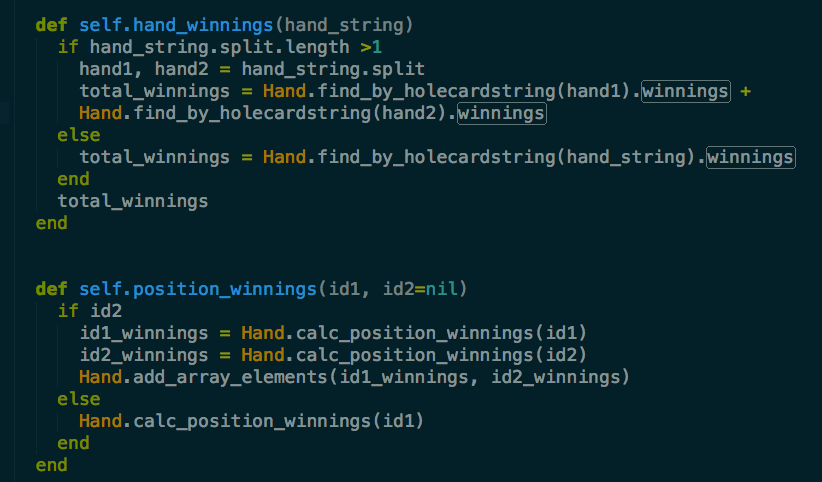 def self.hand_winnings(hand_string)
  if hand_string.split.length >1
    hand1, hand2 = hand_string.split
    total_winnings = Hand.find_by_holecardstring(hand1).winnings +
    Hand.find_by_holecardstring(hand2).winnings
  else
    total_winnings = Hand.find_by_holecardstring(hand_string).winnings
  end
  total_winnings
end
def self.position_winnings(id1, id2=nil)
  if id2
    id1_winnings = Hand.calc_position_winnings(id1)
    id2_winnings = Hand.calc_position_winnings(id2)
    Hand.add_array_elements(id1_winnings, id2_winnings)
  else
    Hand.calc_position_winnings(id1)
  end
end